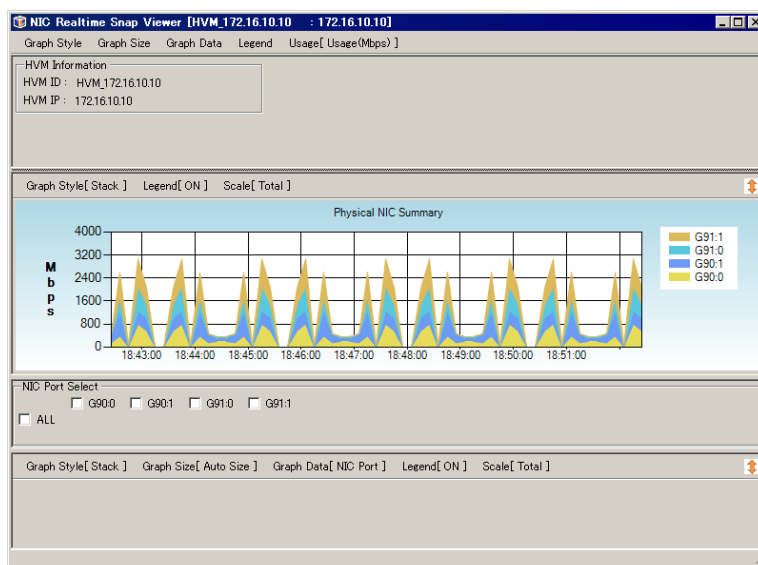 NIC Realtime Snap Viewer [HVM_172.16.10.10 : 172.16.10.10]
Graph Style Graph Size Graph Data Legend Usage[ Usage(Mbps) ]
HVM Information
HVM ID : HVM_172.16.10.10
HVM IP : 172.16.10.10
Graph Style[ Stack ] Legend[ ON ] Scale[ Total ]
Physical NIC Summary
Mbps
4000
3200
2400
1600
800
0
18:43:00 18:44:00 18:45:00 18:46:00 18:47:00 18:48:00 18:49:00 18:50:00 18:51:00
G91:1
G91:0
G90:1
G90:0
NIC Port Select
G90:0 G90:1 G91:0 G91:1
ALL
Graph Style[ Stack ] Graph Size[ Auto Size ] Graph Data[ NIC Port ] Legend[ ON ] Scale[ Total ]